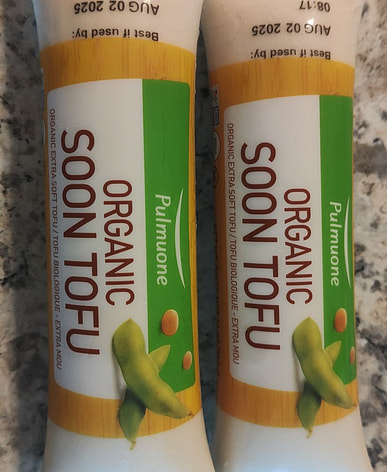 Best if used by:
AUG 02 2025
Pulmuone
ORGANIC
SOON TOFU
ORGANIC EXTRA SOFT TOFU / TOFU BIOLOGIQUE - EXTRA MOU
Best if used by:
AUG 02 2025
08:17
Pulmuone
ORGANIC
SOON TOFU
ORGANIC EXTRA SOFT TOFU / TOFU BIOLOGIQUE - EXTRA MOU